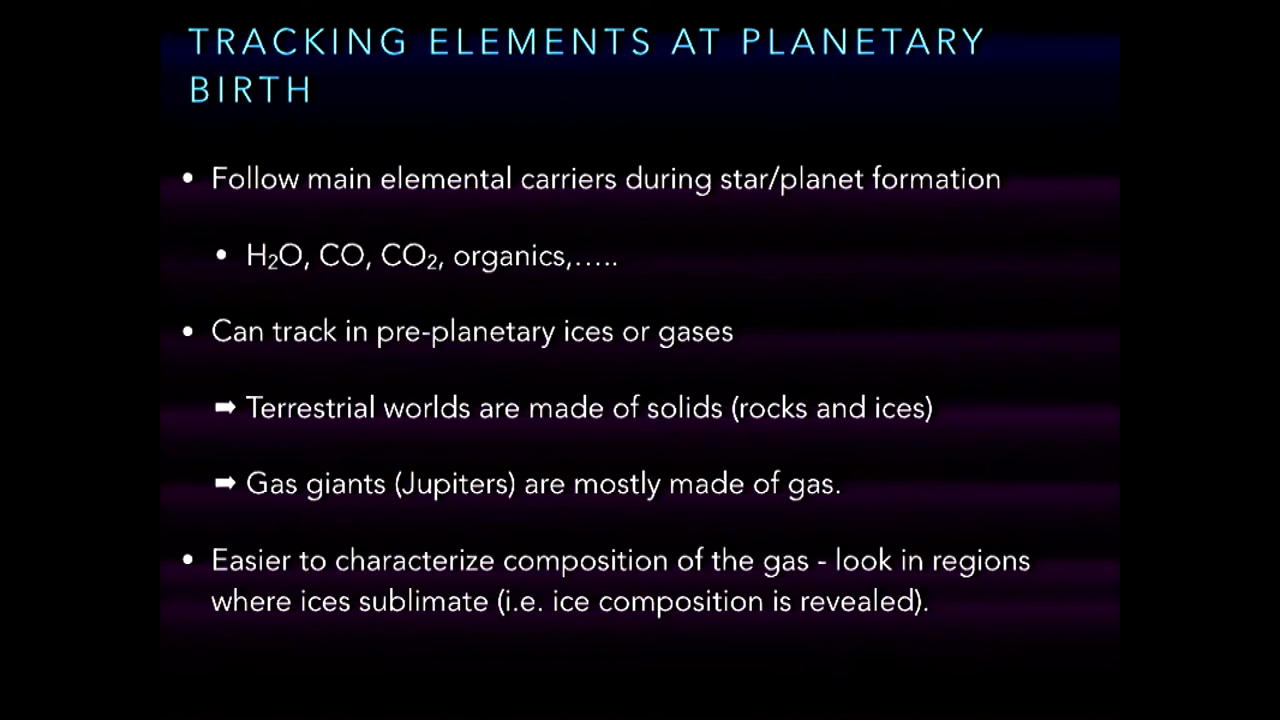 TRACKING ELEMENTS AT PLANETARY
BIRTH
• Follow main elemental carriers during star/planet formation
• H₂O, CO, CO₂, organics,.....
• Can track in pre-planetary ices or gases
➡ Terrestrial worlds are made of solids (rocks and ices)
➡ Gas giants (Jupiters) are mostly made of gas.
• Easier to characterize composition of the gas - look in regions
where ices sublimate (i.e. ice composition is revealed).